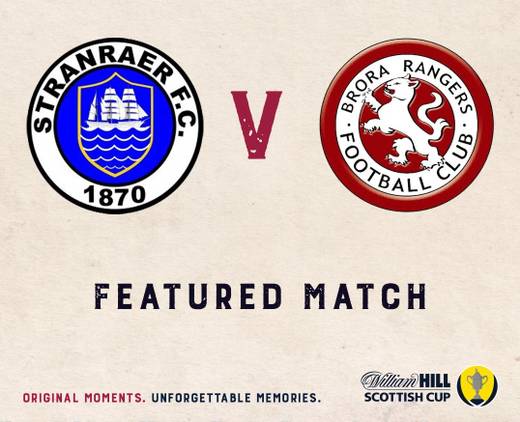 STRANRAER F.C.
1870
V
BRORA RANGERS
FOOTBALL CLUB
FEATURED MATCH
ORIGINAL MOMENTS. UNFORGETTABLE MEMORIES.
William HILL
SCOTTISH CUP